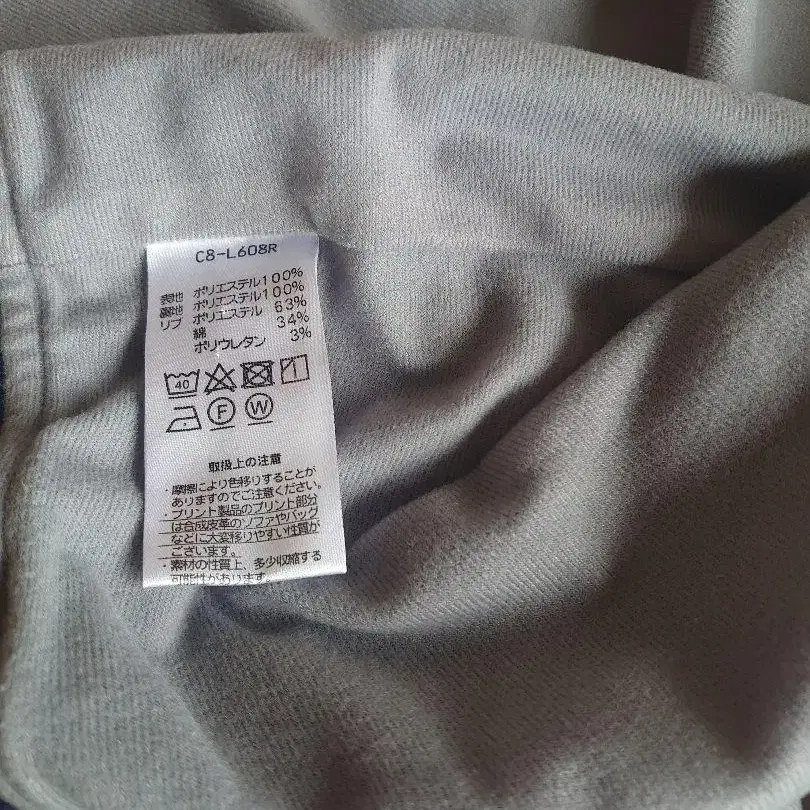 C8-L608R
表地 ポリエステル100%
裏地 ポリエステル100%
リブ ポリエステル 63%
綿 34%
ポリウレタン 3%
40
F W
取扱上の注意
・摩擦により色移りすることが
ありますのでご注意ください。
・プリント製品のプリント部分
は合成皮革のソファやバッグ
などに大変移りやすい性質が
ございます。
・素材の性質上、多少収縮する
可能性があります。